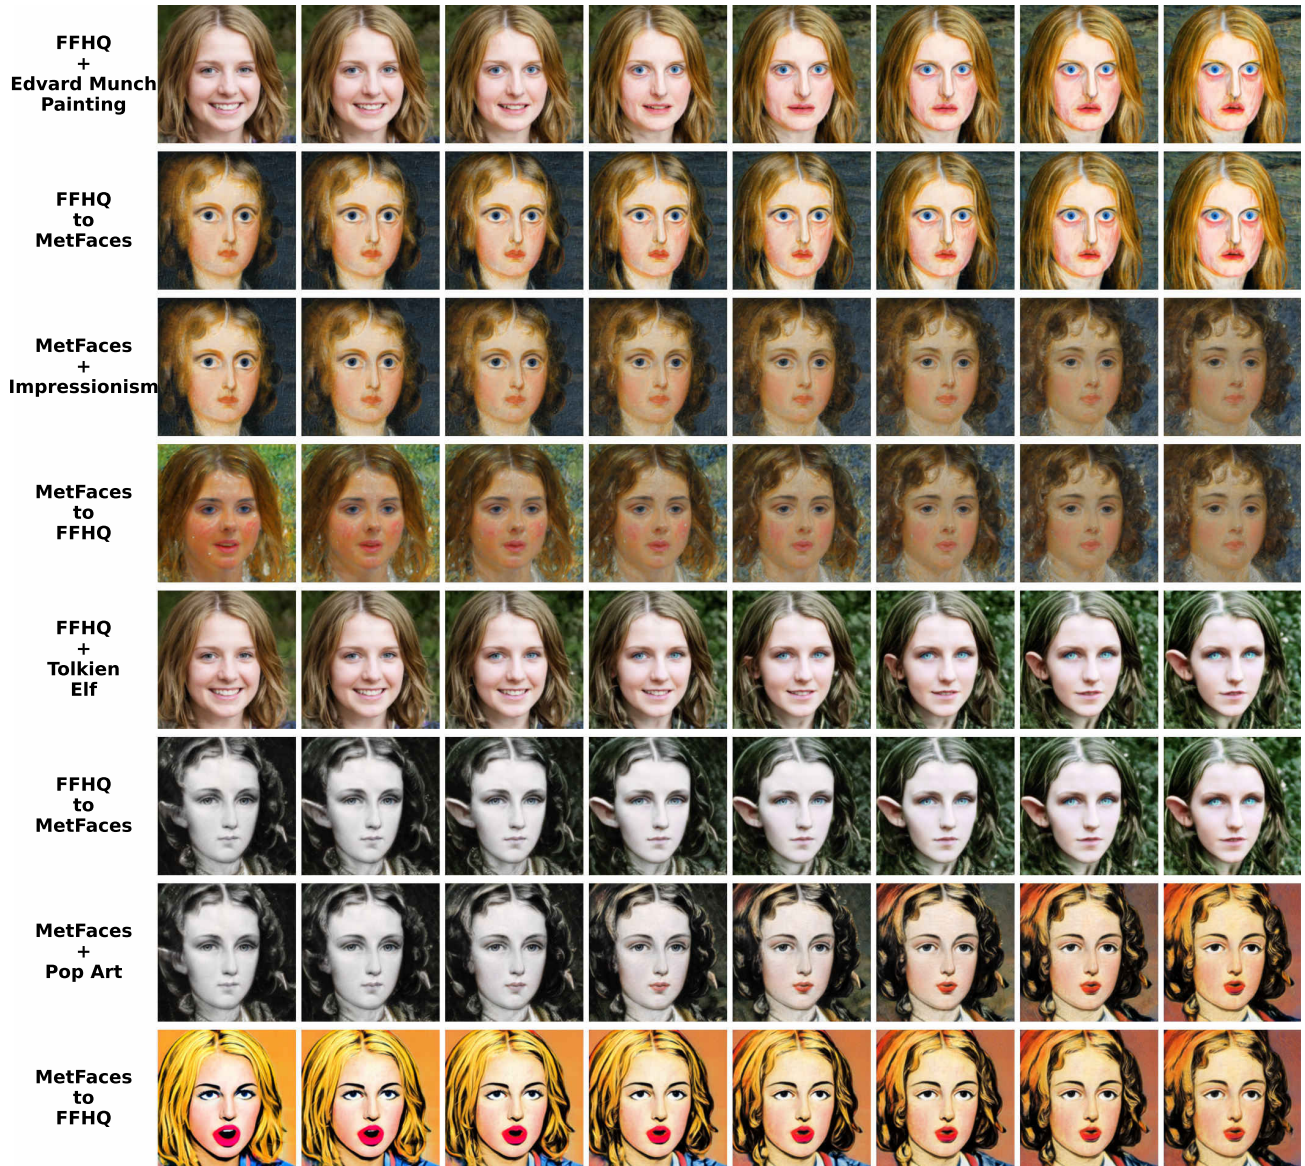 FFHQ
+
Edvard Munch
Painting
FFHQ
to
MetFaces
MetFaces
+
Impressionism
MetFaces
to
FFHQ
FFHQ
+
Tolkien
Elf
FFHQ
to
MetFaces
MetFaces
+
Pop Art
MetFaces
to
FFHQ